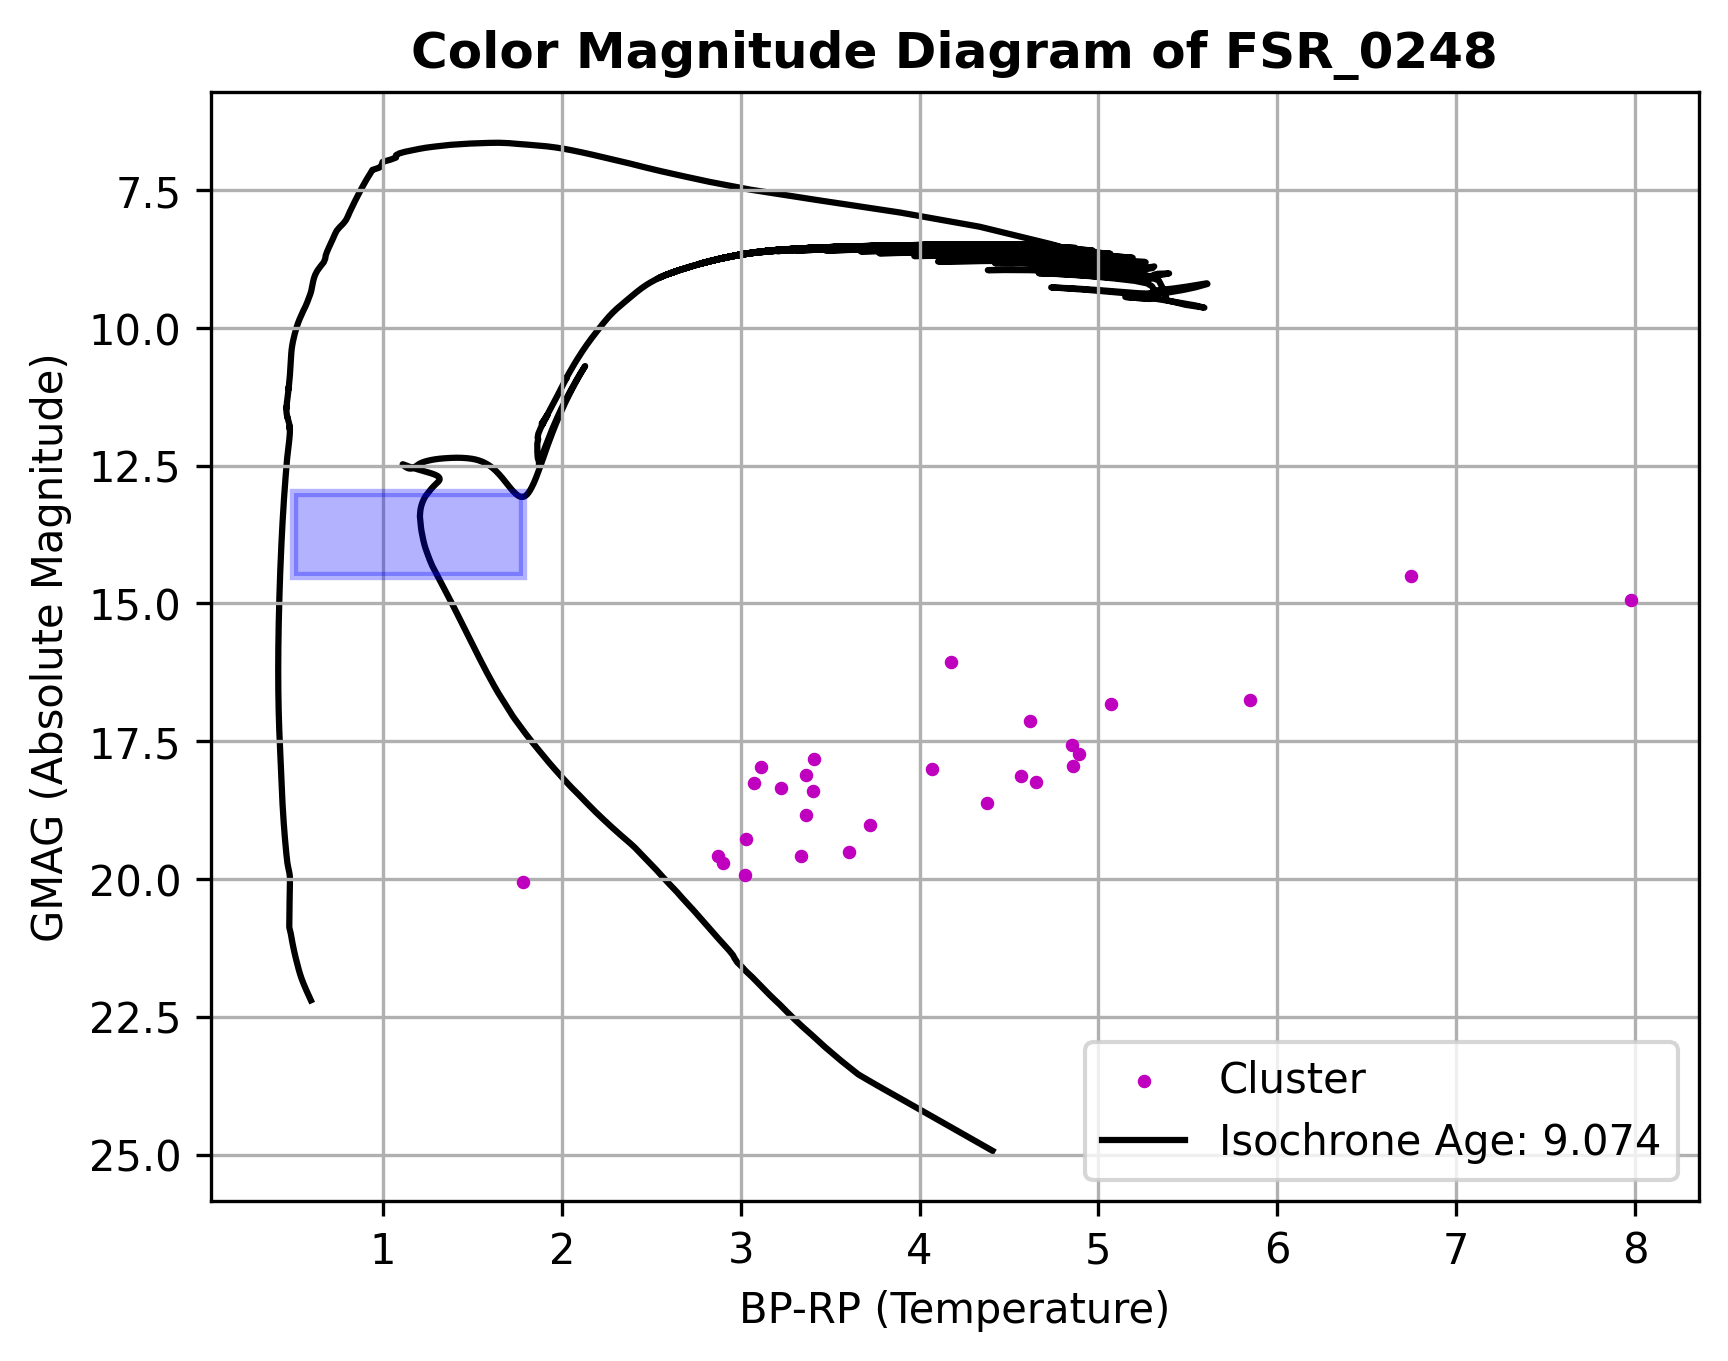 Color Magnitude Diagram of FSR_0248
GMAG (Absolute Magnitude)
7.5
10.0
12.5
15.0
17.5
20.0
22.5
25.0
Cluster
Isochrone Age: 9.074
1 2 3 4 5 6 7 8
BP-RP (Temperature)